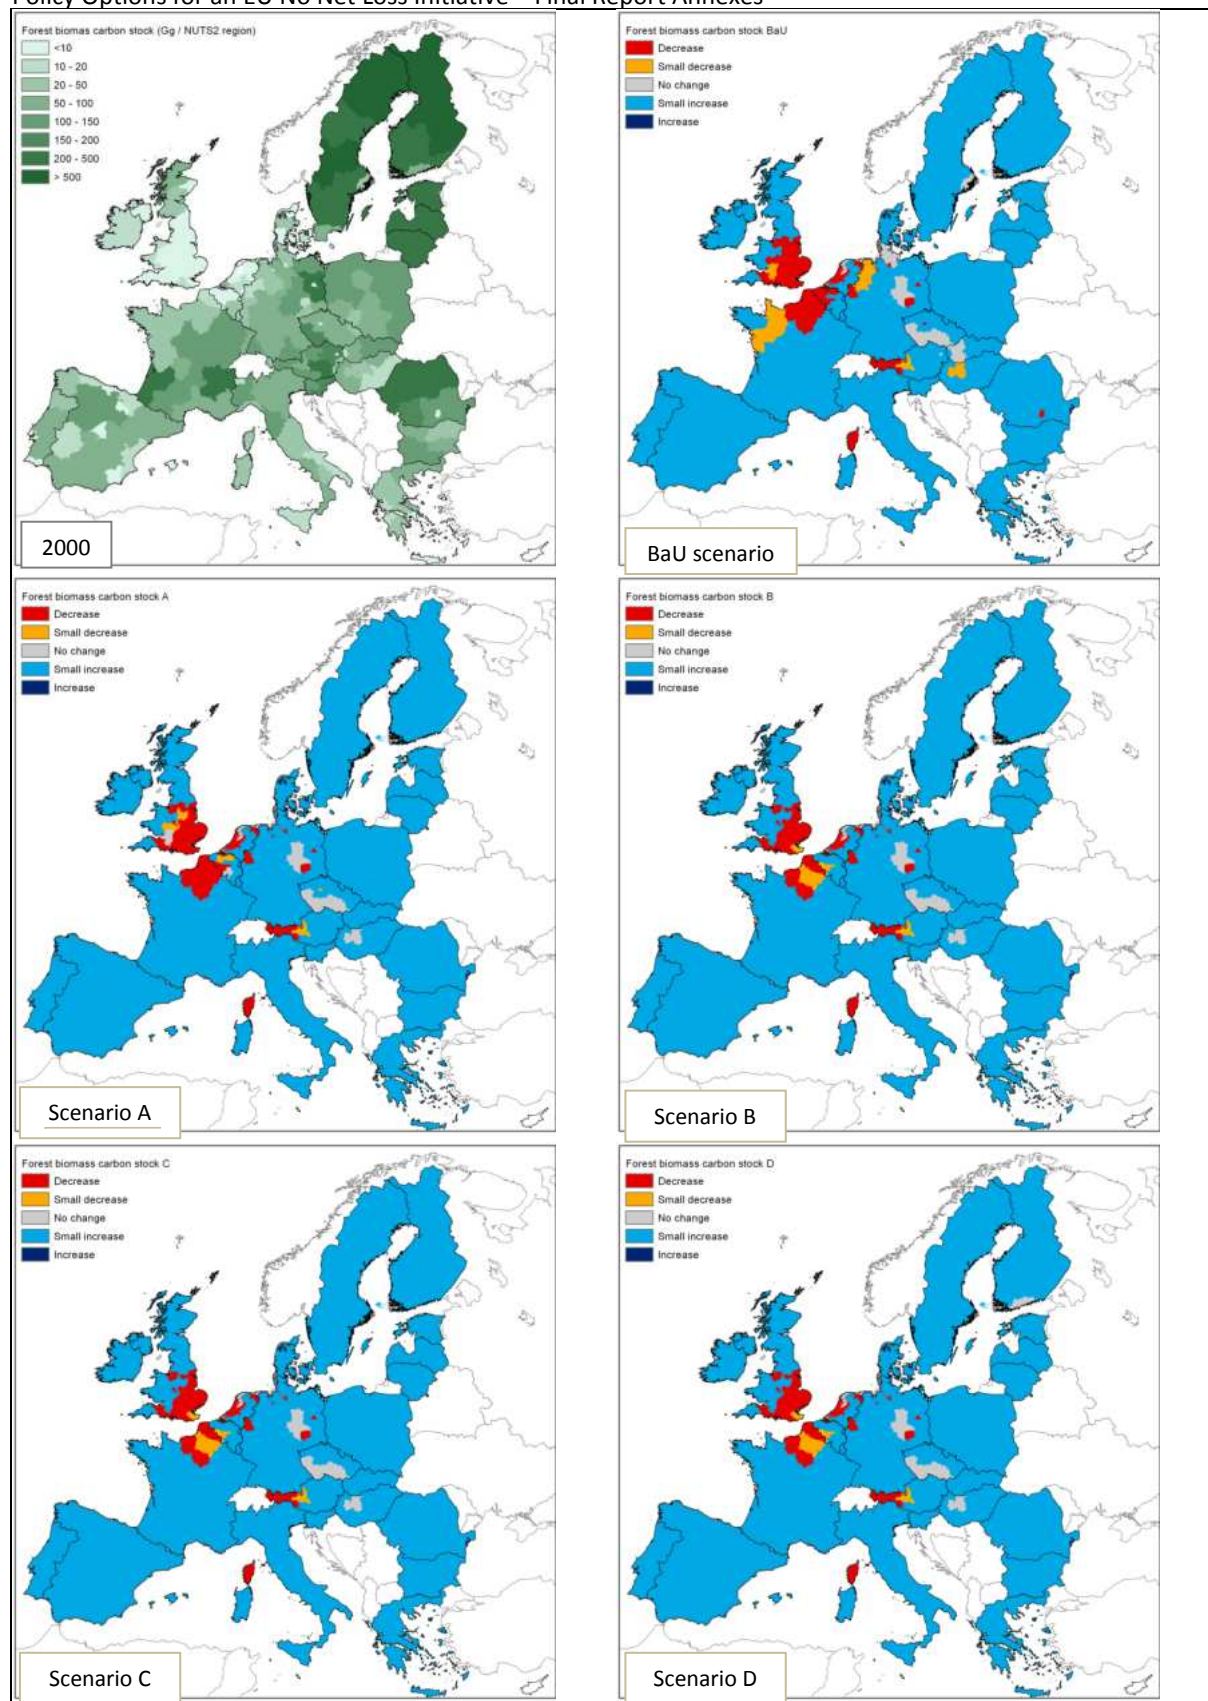 Policy Options for an EU No Net Loss Initiative – Final Report Annexes
Forest biomas carbon stock (Gg / NUTS2 region)
<10
10 - 20
20 - 50
50 - 100
100 - 150
150 - 200
200 - 500
> 500
2000
Forest biomass carbon stock BaU
Decrease
Small decrease
No change
Small increase
Increase
BaU scenario
Forest biomass carbon stock A
Decrease
Small decrease
No change
Small increase
Increase
Scenario A
Forest biomass carbon stock B
Decrease
Small decrease
No change
Small increase
Increase
Scenario B
Forest biomass carbon stock C
Decrease
Small decrease
No change
Small increase
Increase
Scenario C
Forest biomass carbon stock D
Decrease
Small decrease
No change
Small increase
Increase
Scenario D